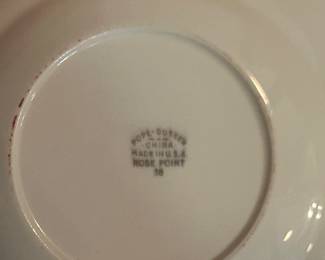 POPE-GOSSER
CHINA
MADE IN U.S.A
ROSE POINT